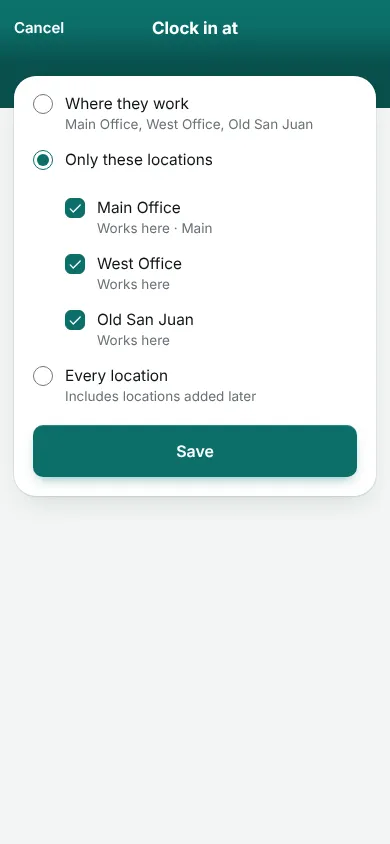 Cancel
Clock in at
Where they work
Main Office, West Office, Old San Juan
Only these locations
Main Office
Works here · Main
West Office
Works here
Old San Juan
Works here
Every location
Includes locations added later
Save